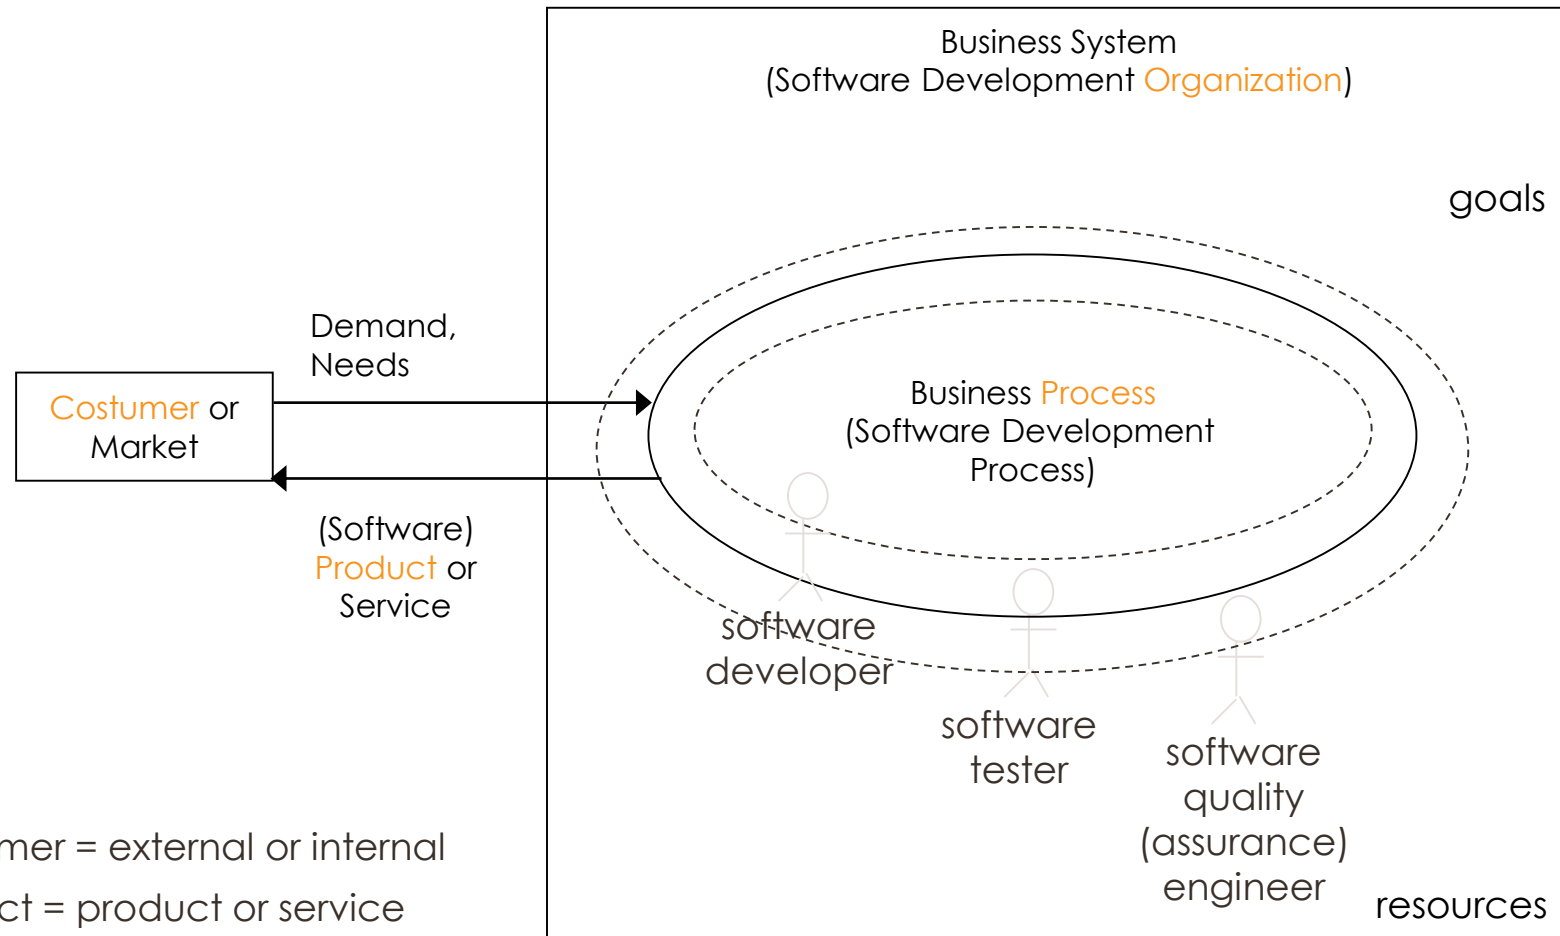 Business System
(Software Development Organization)
goals
Demand,
Needs
Costumer or
Market
Business Process
(Software Development
Process)
(Software)
Product or
Service
software
developer
software
tester
software
quality
(assurance)
engineer
mer = external or internal
ct = product or service
resources